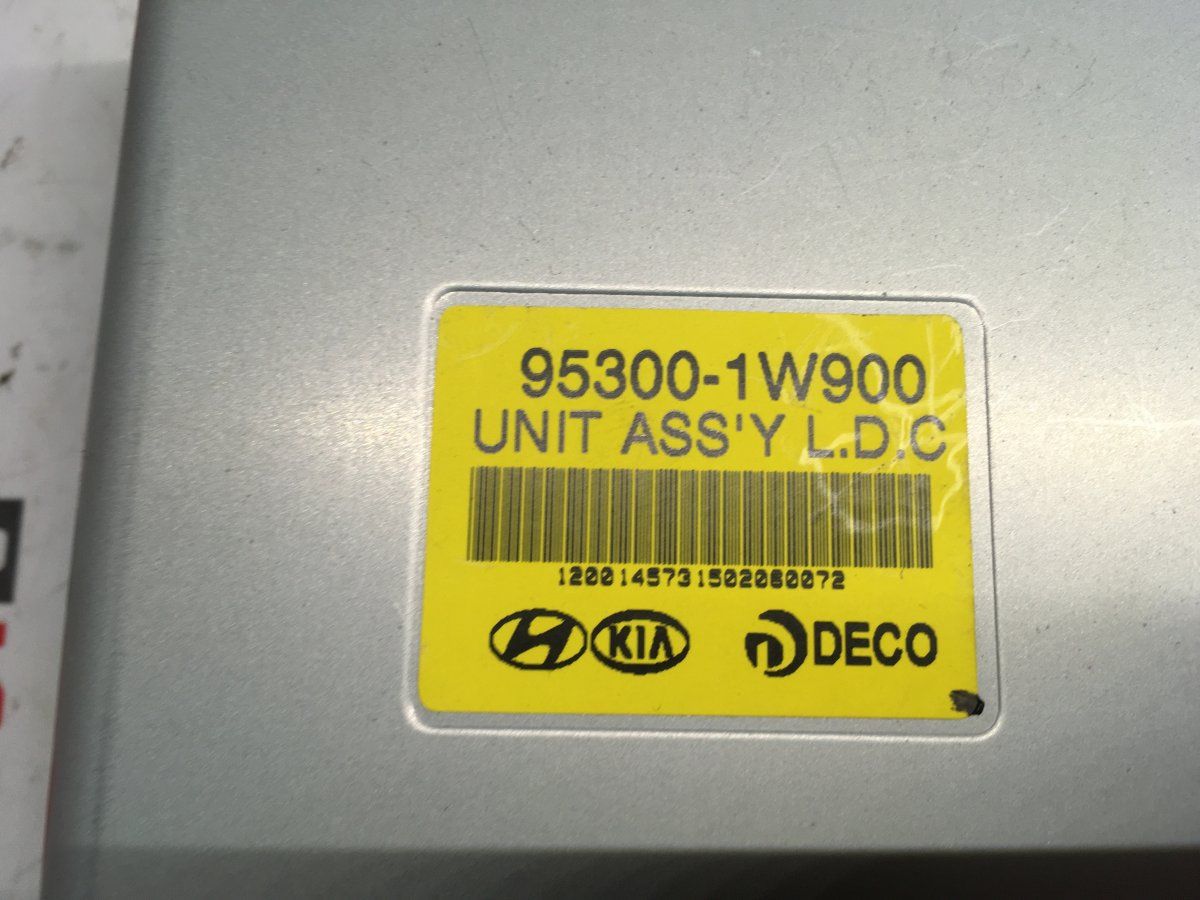 95300-1W900
UNIT ASS'Y L.D.C
1200145731502060072
KIA DECO